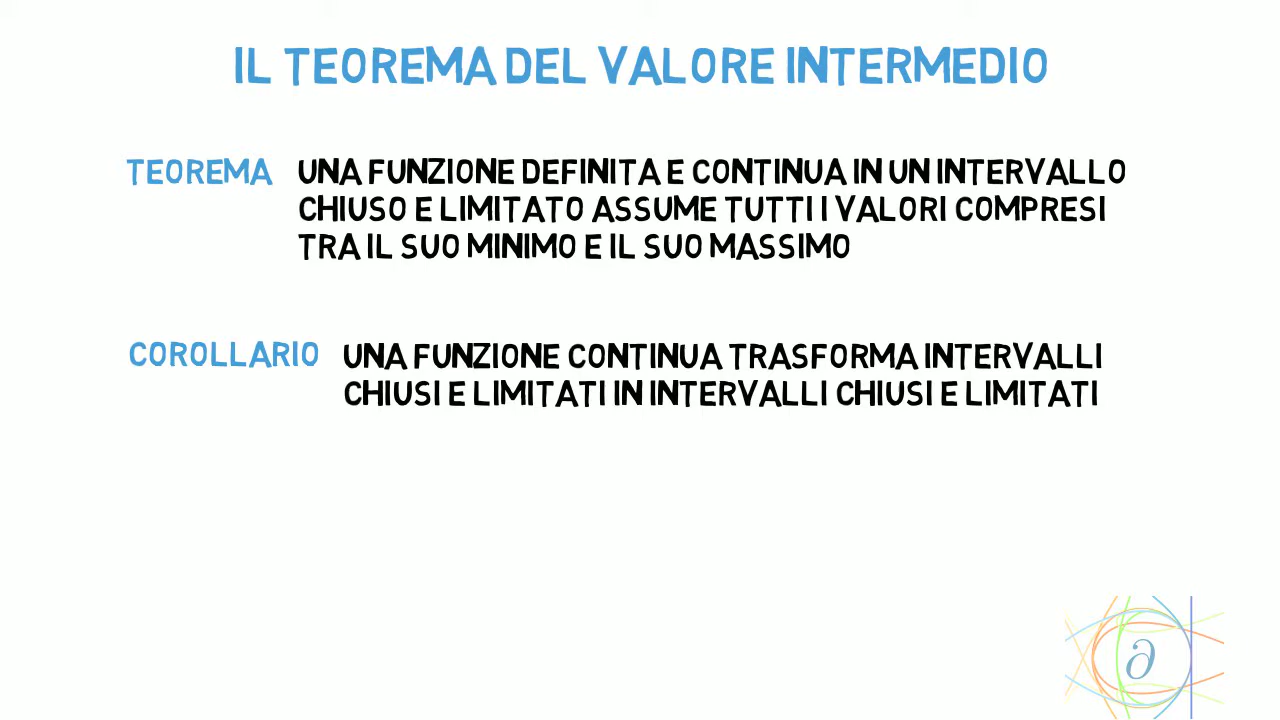 IL TEOREMA DEL VALORE INTERMEDIO
TEOREMA UNA FUNZIONE DEFINITA E CONTINUA IN UN INTERVALLO
CHIUSO E LIMITATO ASSUME TUTTI I VALORI COMPRESI
TRA IL SUO MINIMO E IL SUO MASSIMO
COROLLARIO UNA FUNZIONE CONTINUA TRASFORMA INTERVALLI
CHIUSI E LIMITATI IN INTERVALLI CHIUSI E LIMITATI
∂